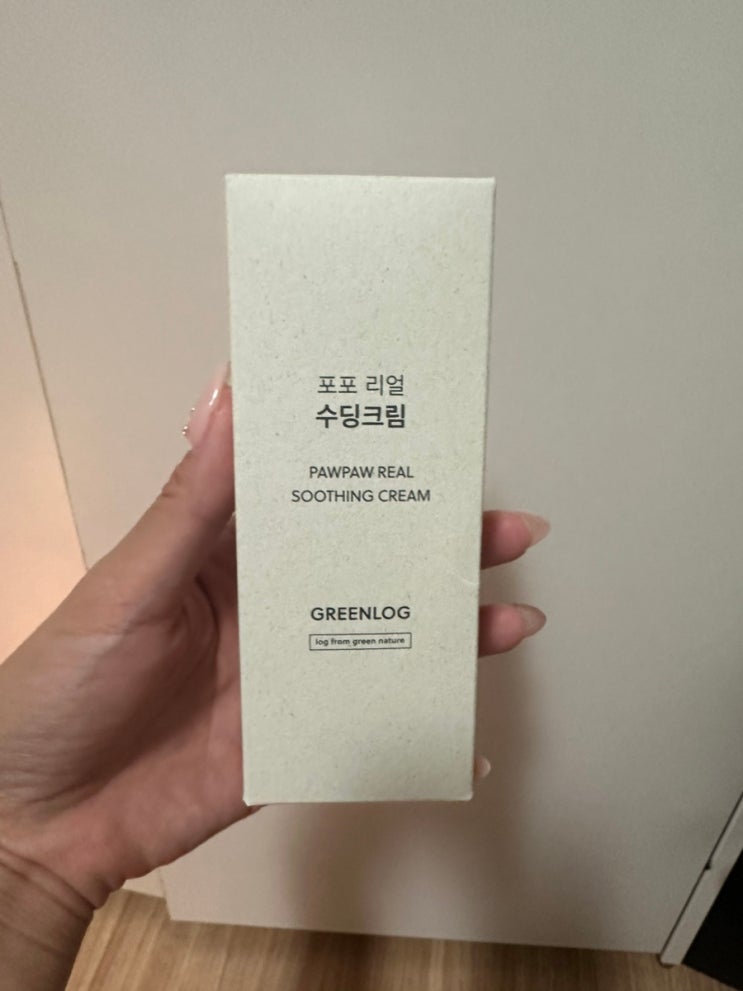 포포 리얼
수딩크림
PAWPAW REAL
SOOTHING CREAM
GREENLOG
log from green nature